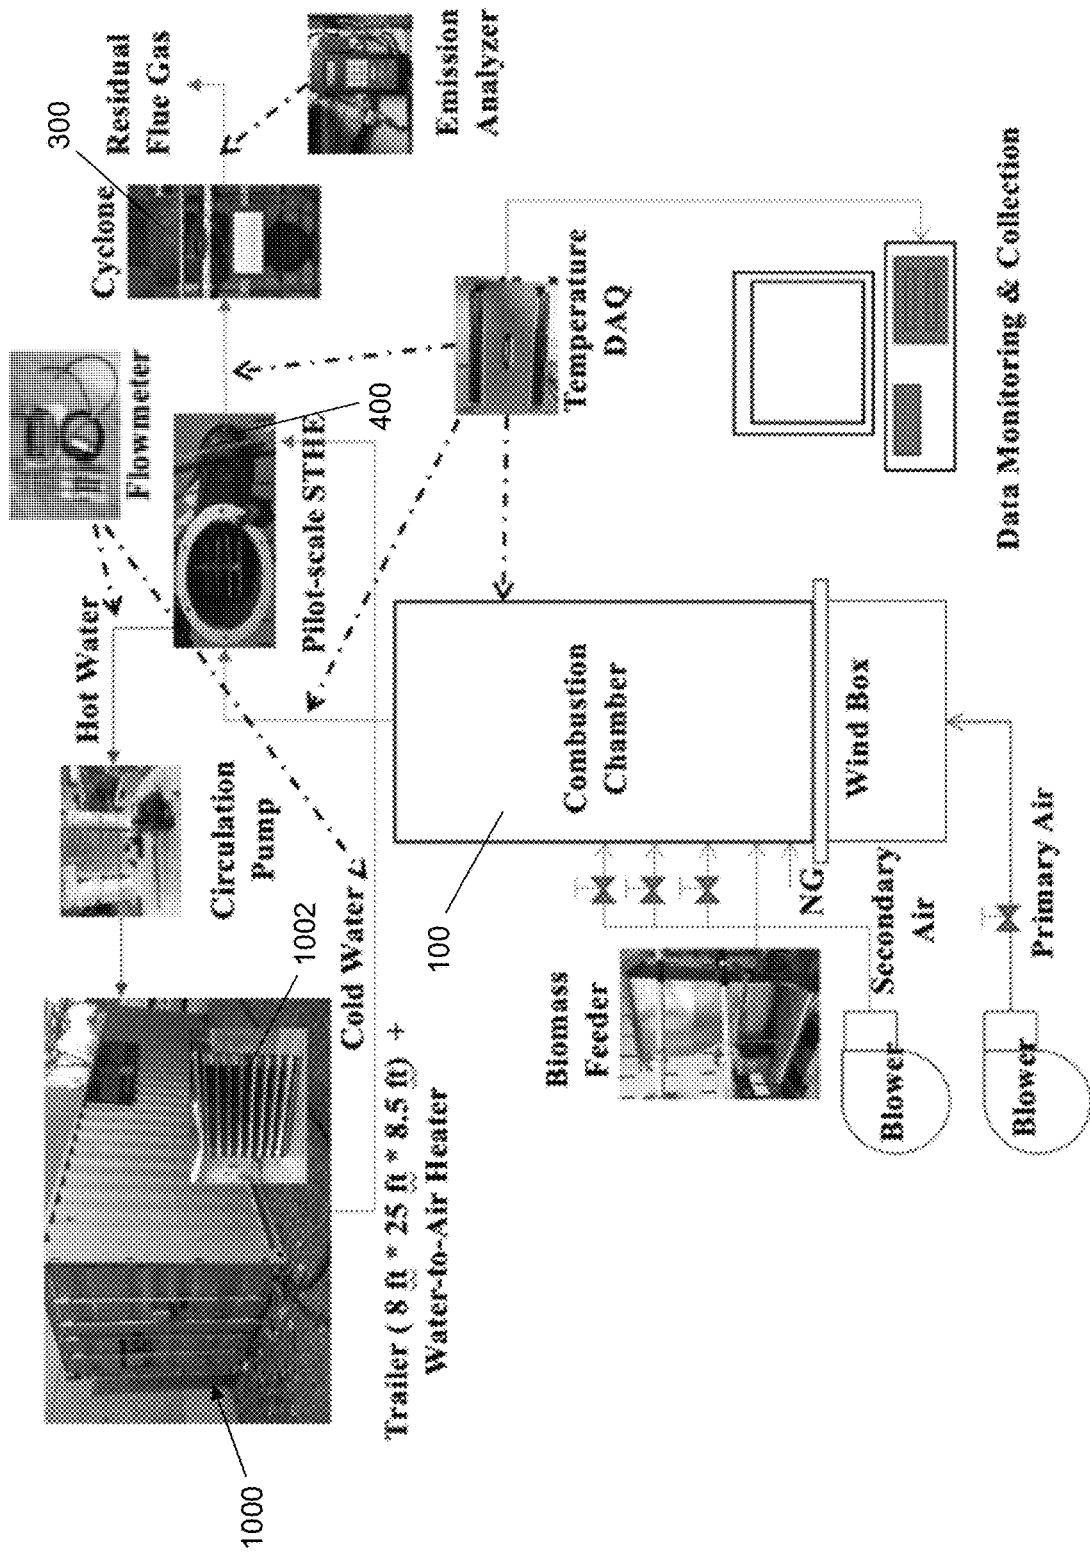 Hot Water
Flowmeter
Cyclone
300
Residual
Flue Gas
Circulation
Pump
Pilot-scale STHE
400
Emission
Analyzer
1000
1002
Cold Water
Trailer ( 8 ft * 25 ft * 8.5 ft) +
Water-to-Air Heater
100
Combustion
Chamber
Temperature
DAQ
Biomass
Feeder
NG
Wind Box
Secondary
Air
Blower
Primary Air
Blower
Data Monitoring & Collection